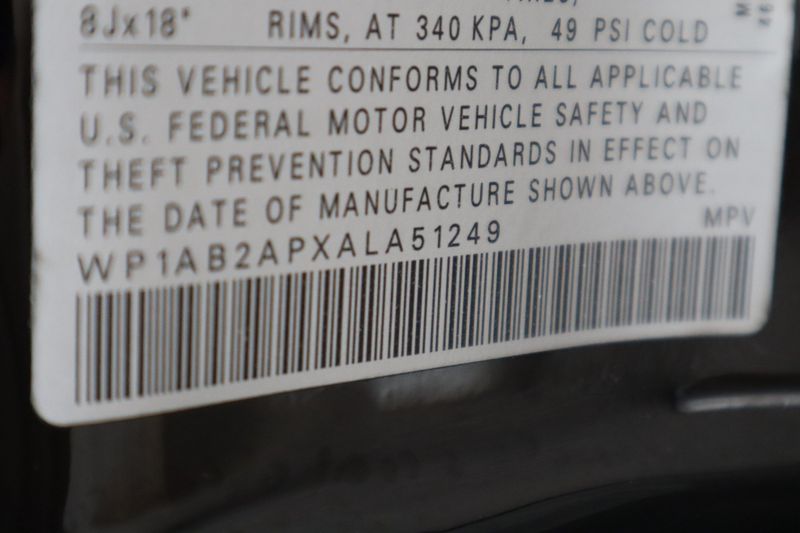 8Jx18" RIMS, AT 340 KPA, 49 PSI COLD
THIS VEHICLE CONFORMS TO ALL APPLICABLE
U.S. FEDERAL MOTOR VEHICLE SAFETY AND
THEFT PREVENTION STANDARDS IN EFFECT ON
THE DATE OF MANUFACTURE SHOWN ABOVE.
WP1AB2APXALA51249 MPV